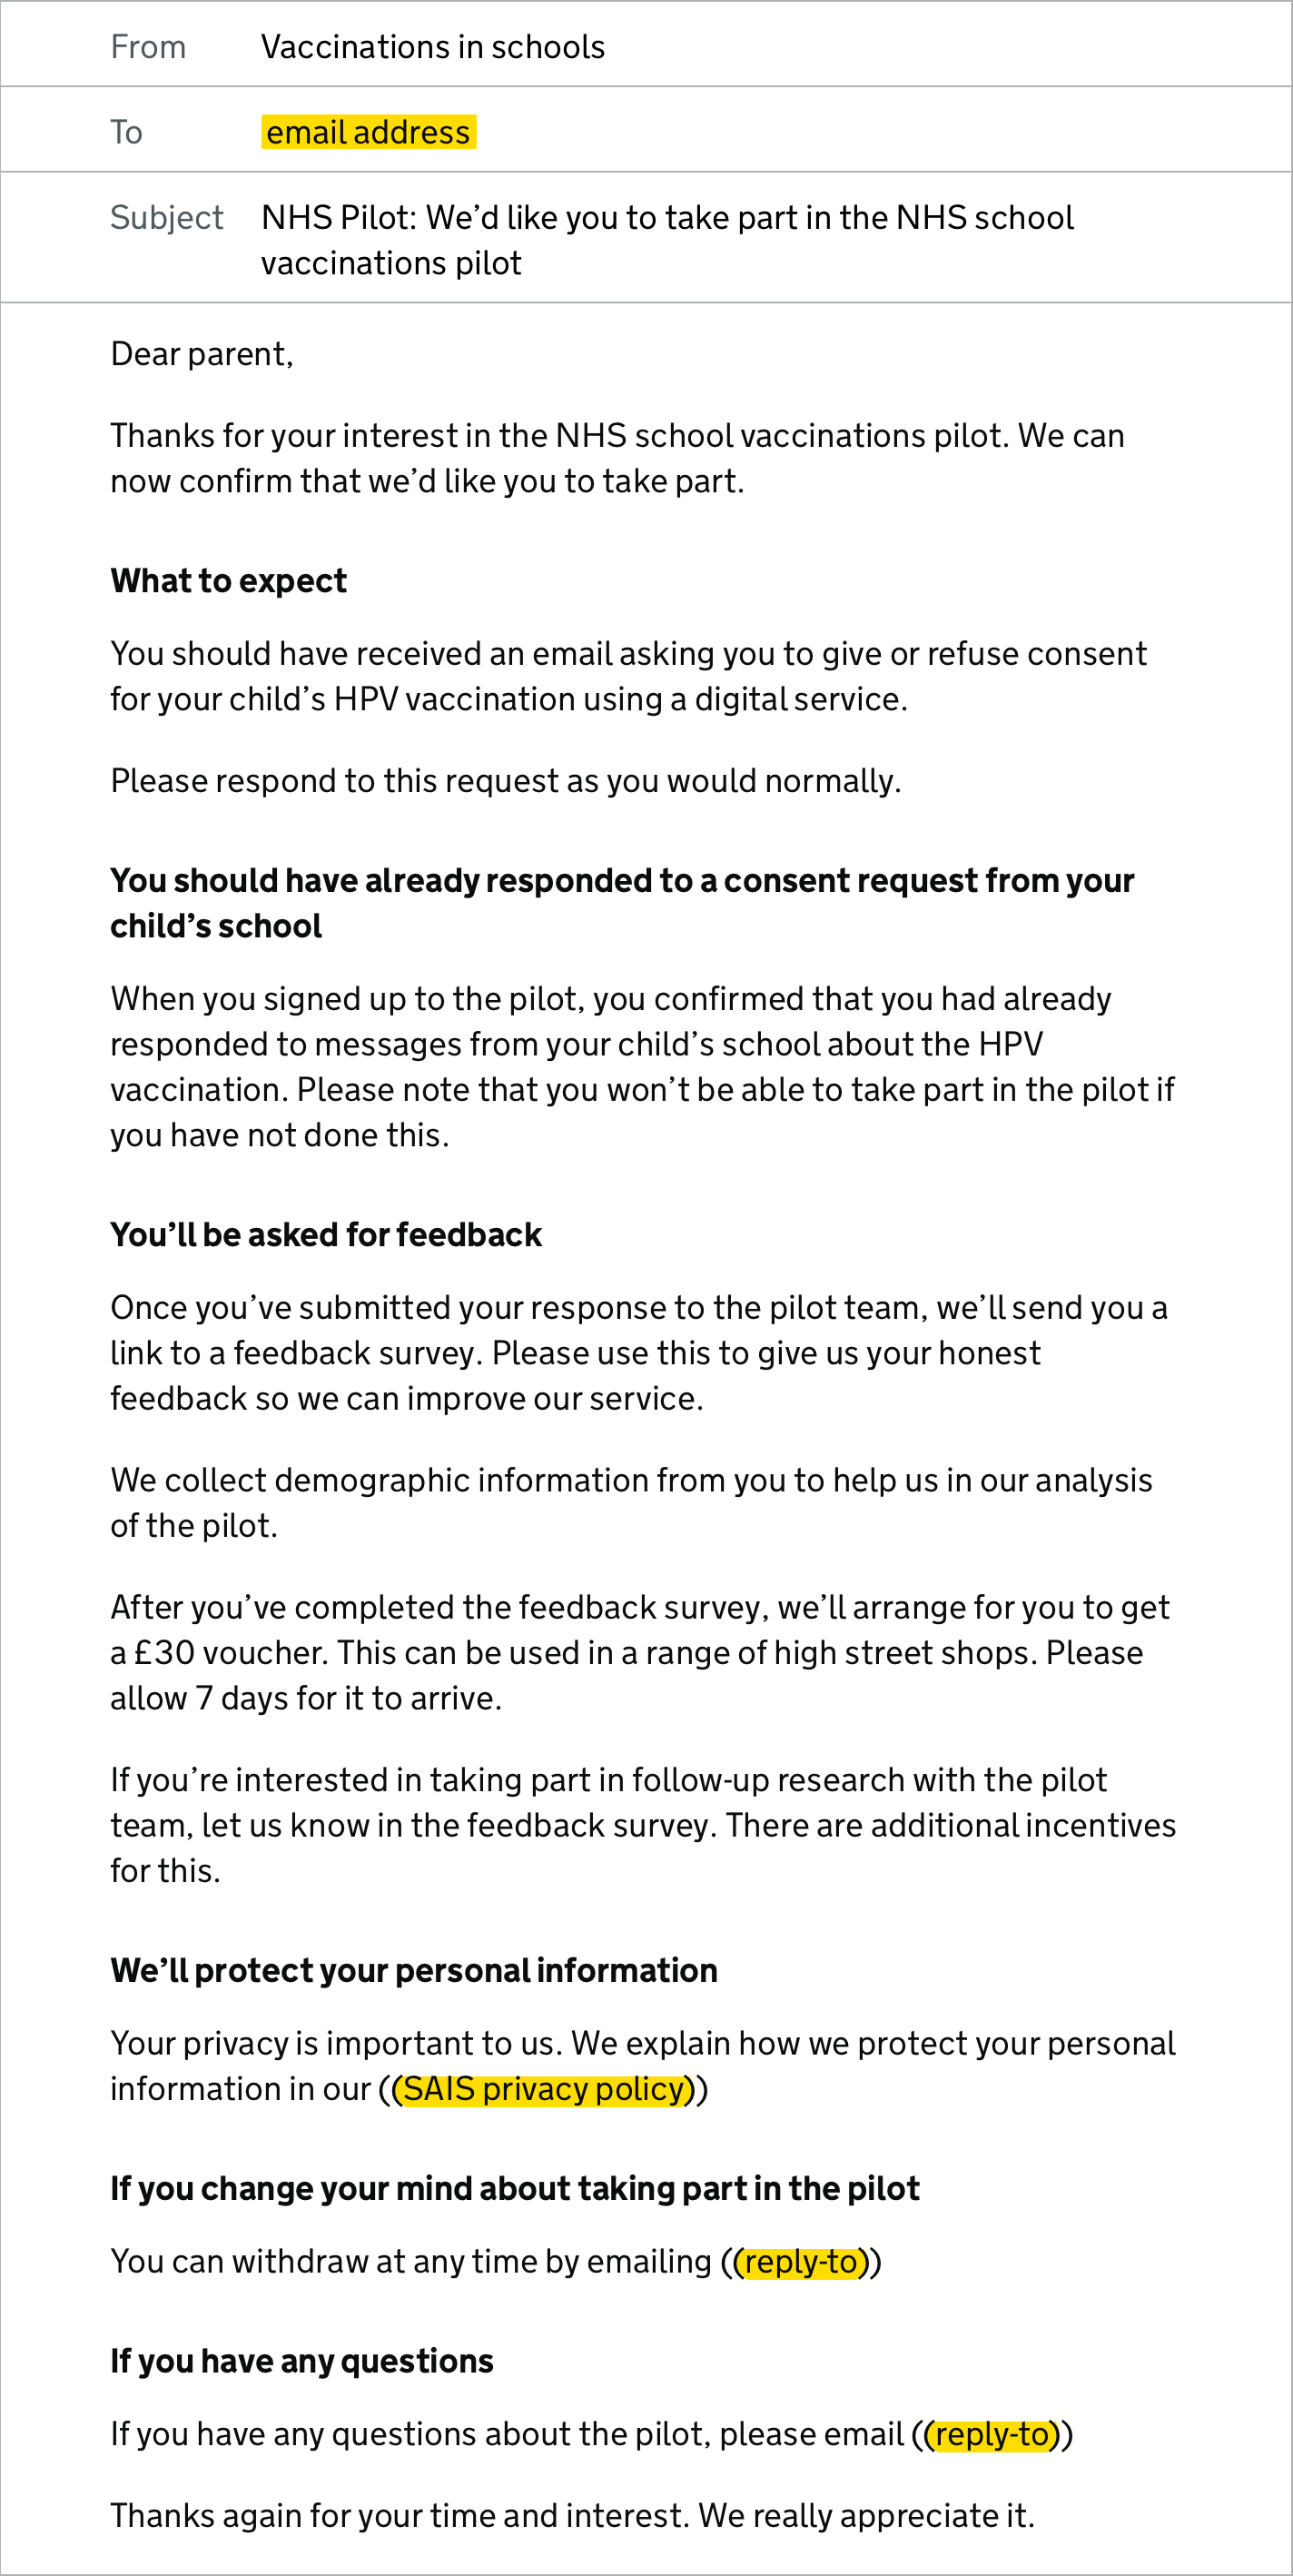 From Vaccinations in schools
To email address
Subject NHS Pilot: We’d like you to take part in the NHS school
vaccinations pilot
Dear parent,
Thanks for your interest in the NHS school vaccinations pilot. We can
now confirm that we’d like you to take part.
What to expect
You should have received an email asking you to give or refuse consent
for your child’s HPV vaccination using a digital service.
Please respond to this request as you would normally.
You should have already responded to a consent request from your
child’s school
When you signed up to the pilot, you confirmed that you had already
responded to messages from your child’s school about the HPV
vaccination. Please note that you won’t be able to take part in the pilot if
you have not done this.
You’ll be asked for feedback
Once you’ve submitted your response to the pilot team, we’ll send you a
link to a feedback survey. Please use this to give us your honest
feedback so we can improve our service.
We collect demographic information from you to help us in our analysis
of the pilot.
After you’ve completed the feedback survey, we’ll arrange for you to get
a £30 voucher. This can be used in a range of high street shops. Please
allow 7 days for it to arrive.
If you’re interested in taking part in follow-up research with the pilot
team, let us know in the feedback survey. There are additional incentives
for this.
We’ll protect your personal information
Your privacy is important to us. We explain how we protect your personal
information in our ((SAIS privacy policy))
If you change your mind about taking part in the pilot
You can withdraw at any time by emailing ((reply-to))
If you have any questions
If you have any questions about the pilot, please email ((reply-to))
Thanks again for your time and interest. We really appreciate it.